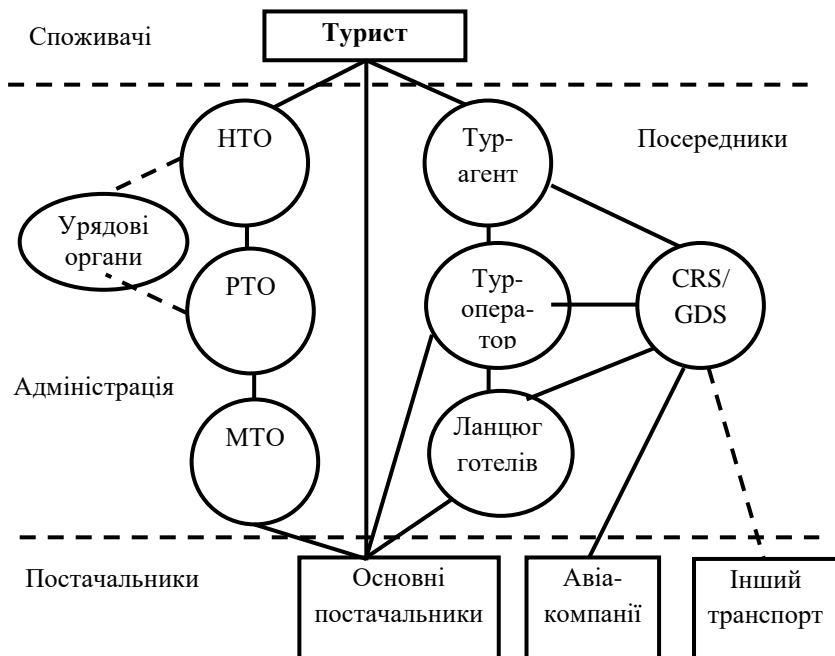 Споживачі
Турист
НТО
Тур-
агент
Посередники
Урядові
органи
РТО
Тур-
опера-
тор
CRS/
GDS
Адміністрація
МТО
Ланцюг
готелів
Постачальники
Основні
постачальники
Авіа-
компанії
Інший
транспорт